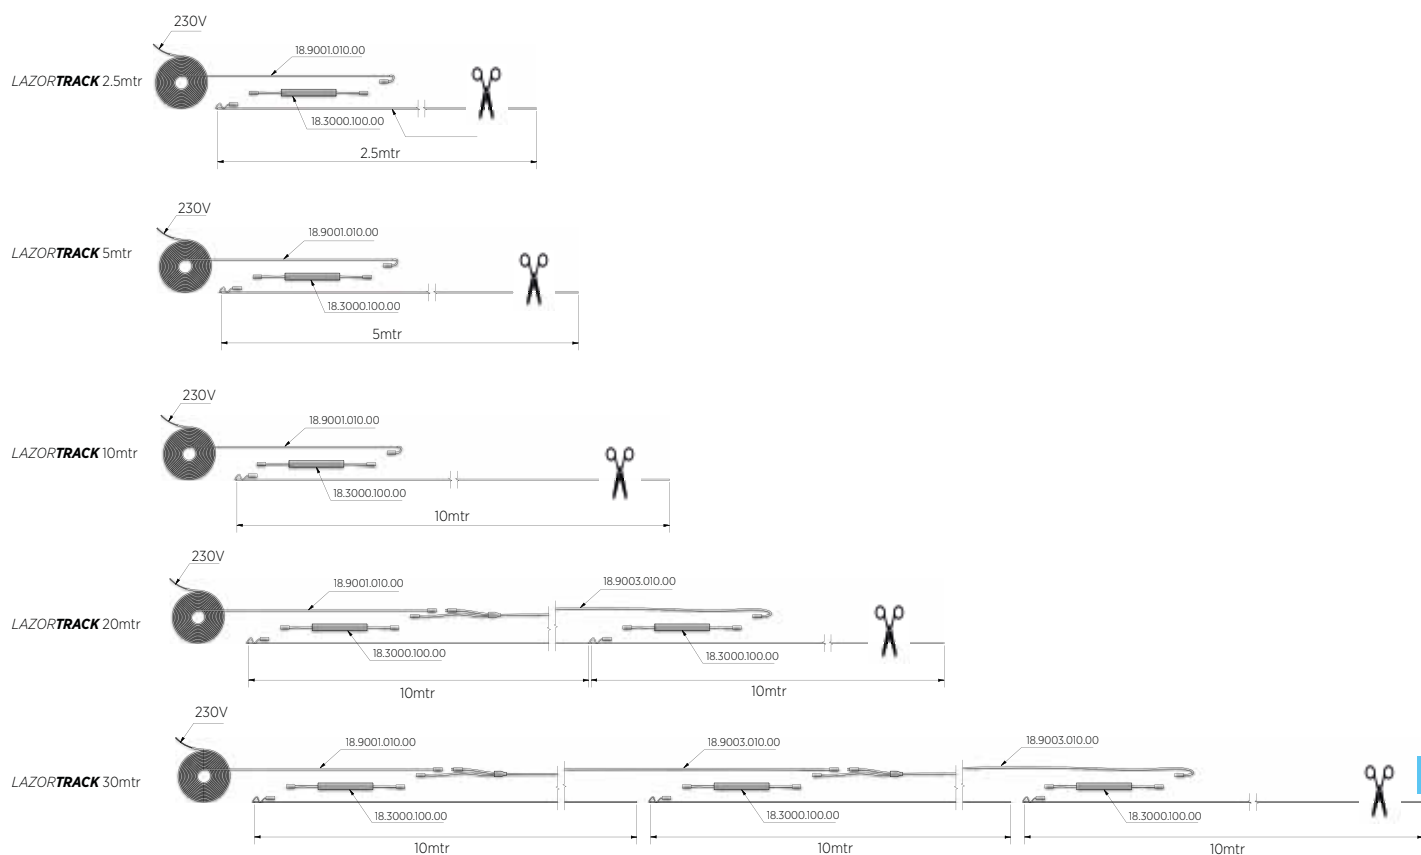 230V
18.9001.010.00
LAZORTRACK 2.5mtr
18.3000.100.00
2.5mtr
230V
18.9001.010.00
LAZORTRACK 5mtr
18.3000.100.00
5mtr
230V
18.9001.010.00
LAZORTRACK 10mtr
18.3000.100.00
10mtr
230V
18.9001.010.00 18.9003.010.00
LAZORTRACK 20mtr
18.3000.100.00 18.3000.100.00
10mtr 10mtr
230V
18.9001.010.00 18.9003.010.00 18.9003.010.00
LAZORTRACK 30mtr
18.3000.100.00 18.3000.100.00 18.3000.100.00
10mtr 10mtr 10mtr